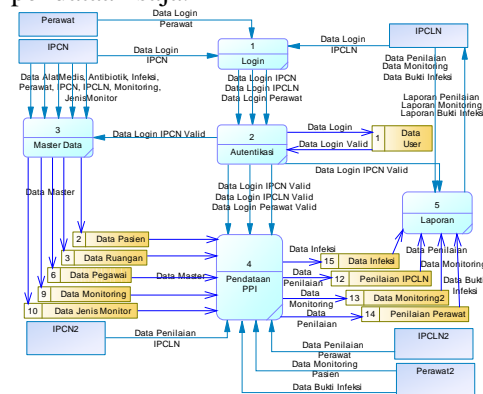 Perawat
Data Login
Perawat
IPCN
Data Login
IPCN
1
Login
Data Login
IPCLN
IPCLN
Data Penilaian
Data Monitoring
Data Bukti Infeksi
Data AlatMedis, Antibiotik, Infeksi,
Perawat, IPCN, IPCLN, Monitoring,
JenisMonitor
Data Login IPCN
Data Login IPCLN
Data Login Perawat
Laporan Penilaian
Laporan Monitoring
Laporan Bukti Infeksi
3
Master Data
Data Login IPCN Valid
2
Autentikasi
Data Login
Data Login Valid
1
Data
User
Data Login IPCN Valid
Data Master
Data Login IPCN Valid
Data Login IPCLN Valid
Data Login Perawat Valid
5
Laporan
2 Data Pasien
3 Data Ruangan
6 Data Pegawai
9 Data Monitoring
10 Data Jenis Monitor
Data Master
4
Pendataan
PPI
Data Infeksi
Data
Penilaian
Data
Monitoring
Data
Penilaian
15 Data Infeksi
12 Penilaian IPCLN
13 Data Monitoring2
14 Penilaian Perawat
Data Penilaian
Data Monitoring
Data Bukti
Infeksi
IPCN2
Data Penilaian
IPCLN
Data Penilaian
Perawat
IPCLN2
Data Monitoring
Pasien
Perawat2
Data Bukti Infeksi